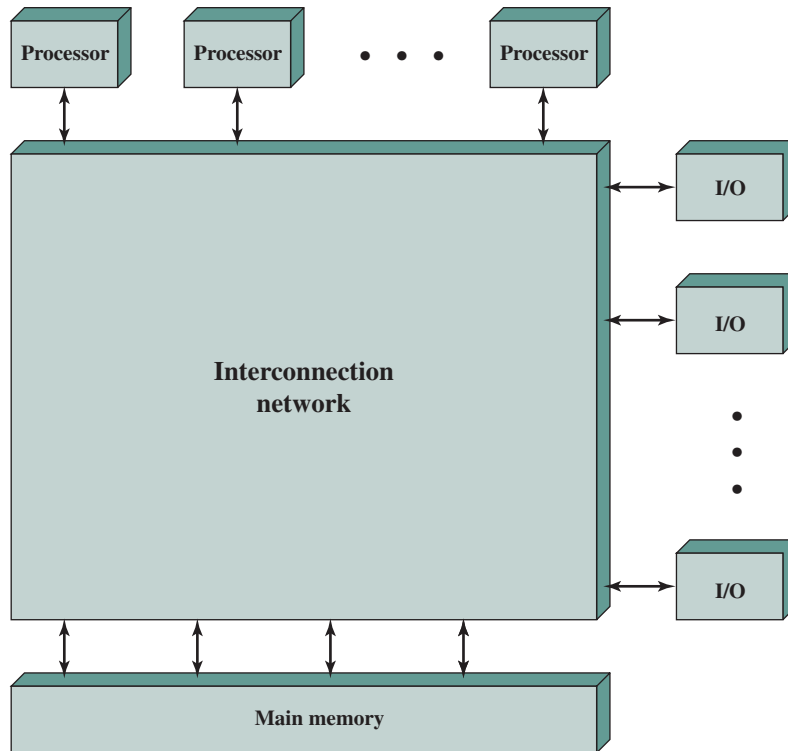 Processor
Processor
Processor
I/O
I/O
Interconnection
network
I/O
Main memory